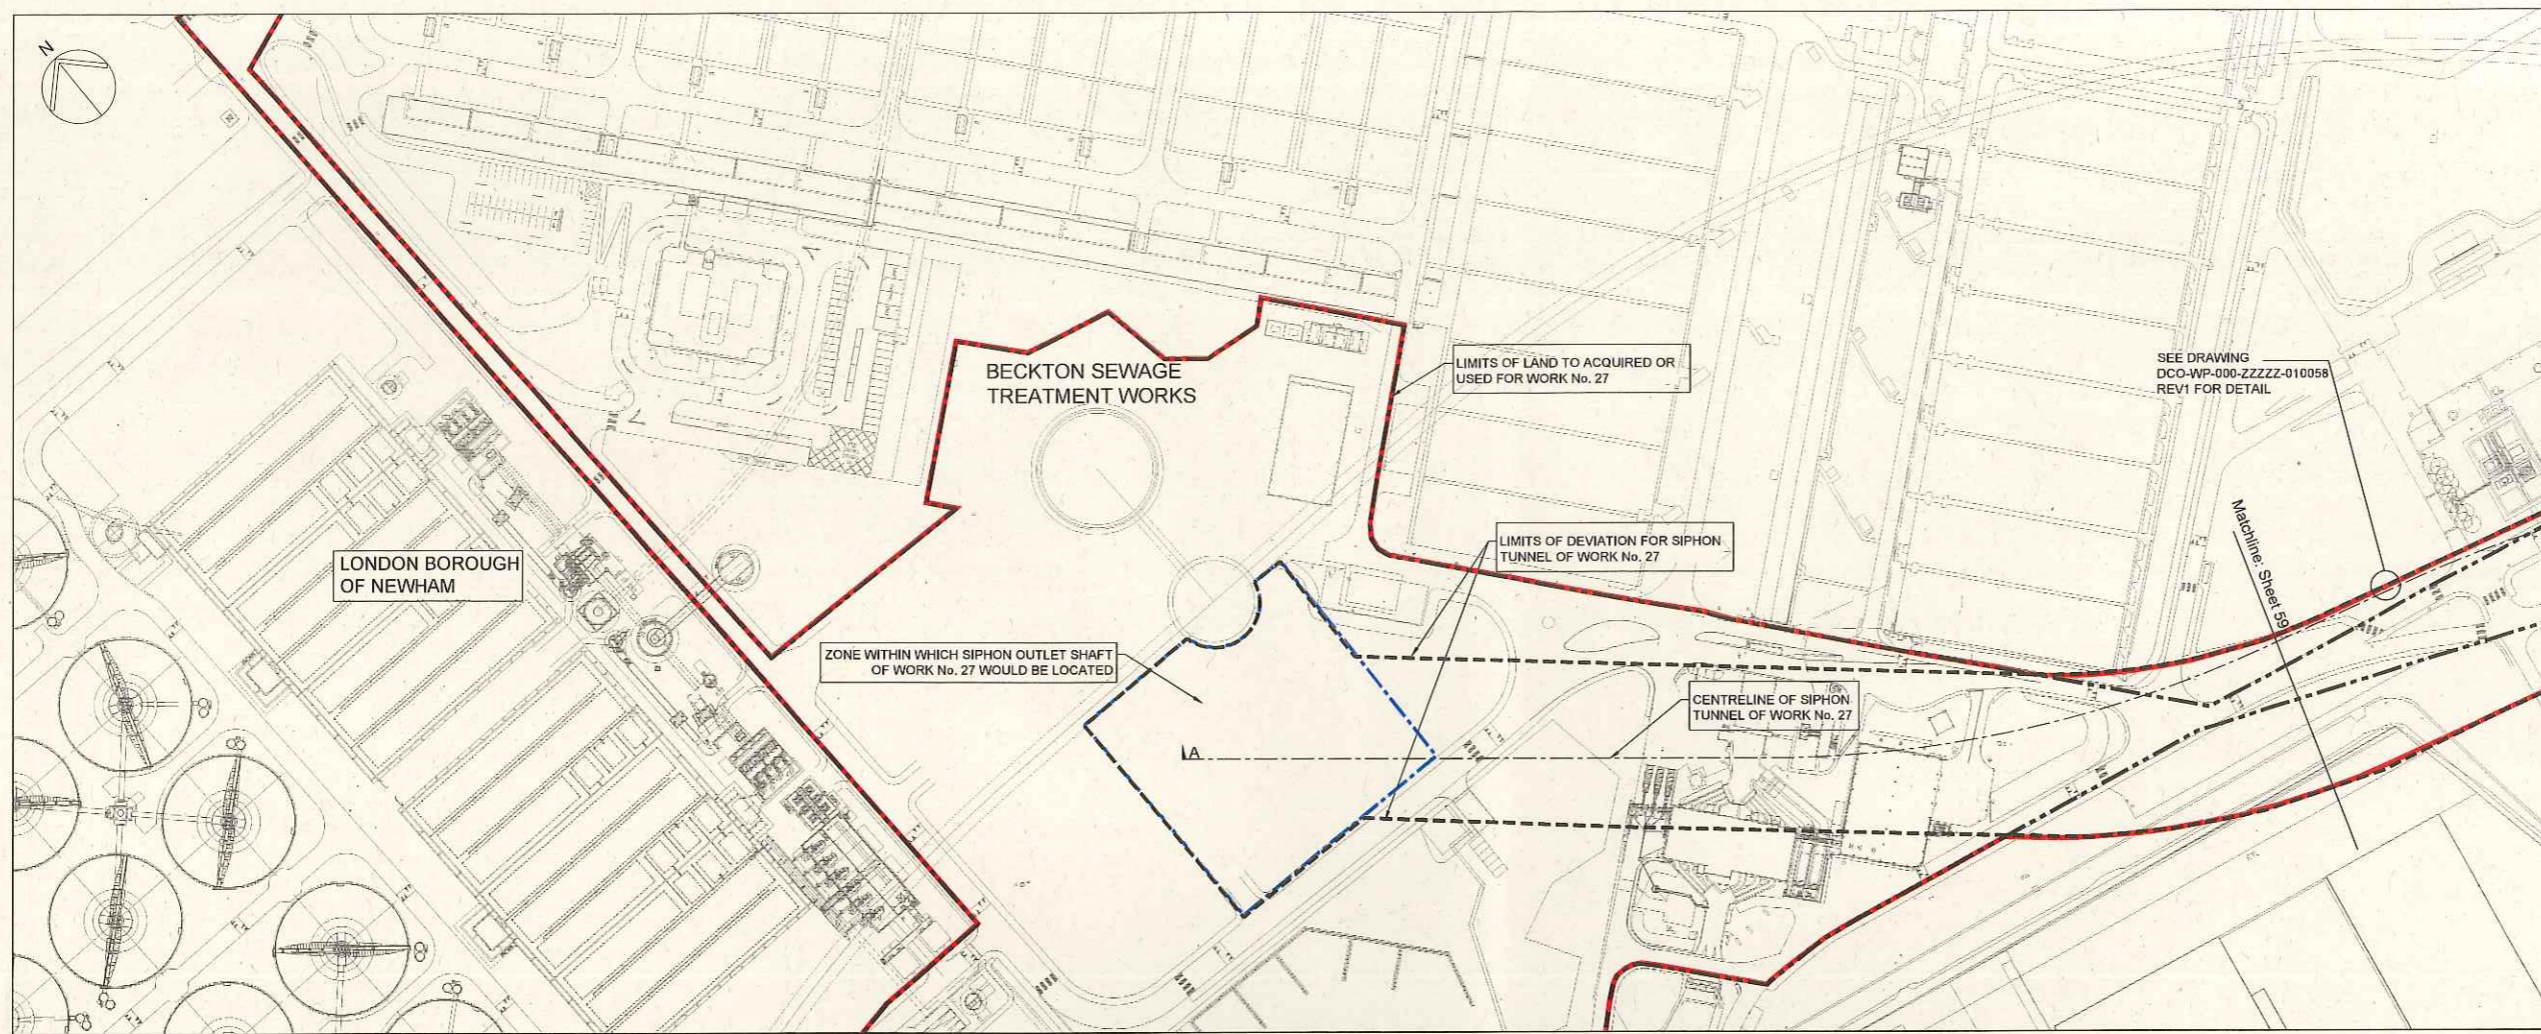 N
BECKTON SEWAGE
TREATMENT WORKS
LIMITS OF LAND TO ACQUIRED OR
USED FOR WORK No. 27
SEE DRAWING
DCO-WP-000-ZZZZZ-010058
REV1 FOR DETAIL
LONDON BOROUGH
OF NEWHAM
LIMITS OF DEVIATION FOR SIPHON
TUNNEL OF WORK No. 27
Matchline: Sheet 59
ZONE WITHIN WHICH SIPHON OUTLET SHAFT
OF WORK No. 27 WOULD BE LOCATED
CENTRELINE OF SIPHON
TUNNEL OF WORK No. 27
A